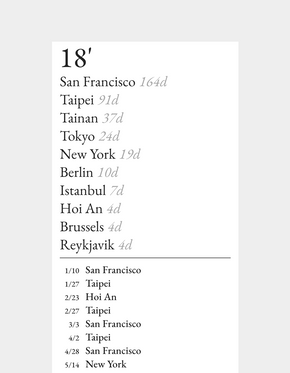 18'
San Francisco 164d
Taipei 91d
Tainan 37d
Tokyo 24d
New York 19d
Berlin 10d
Istanbul 7d
Hoi An 4d
Brussels 4d
Reykjavik 4d
1/10 San Francisco
1/27 Taipei
2/23 Hoi An
2/27 Taipei
3/3 San Francisco
4/2 Taipei
4/28 San Francisco
5/14 New York